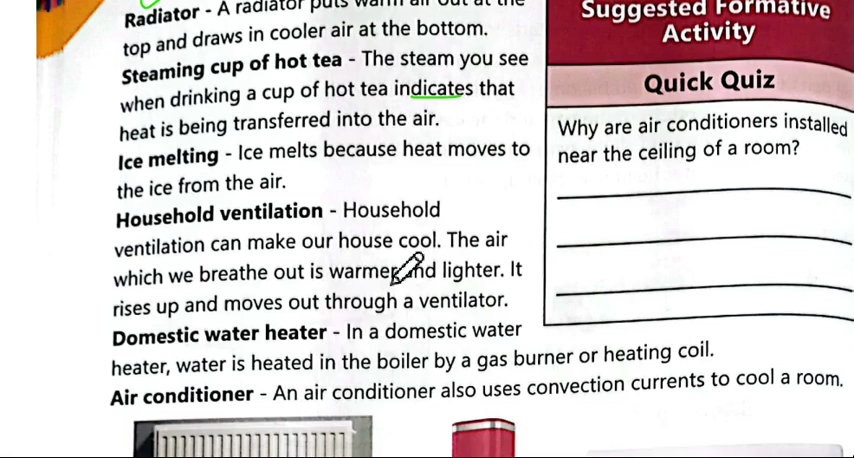 Radiator - A radiator puts warm air out at the
top and draws in cooler air at the bottom.
Steaming cup of hot tea - The steam you see
when drinking a cup of hot tea indicates that
heat is being transferred into the air.
Ice melting - Ice melts because heat moves to
the ice from the air.
Household ventilation - Household
ventilation can make our house cool. The air
which we breathe out is warmer and lighter. It
rises up and moves out through a ventilator.
Domestic water heater - In a domestic water
heater, water is heated in the boiler by a gas burner or heating coil.
Air conditioner - An air conditioner also uses convection currents to cool a room.
Suggested Formative
Activity
Quick Quiz
Why are air conditioners installed
near the ceiling of a room?